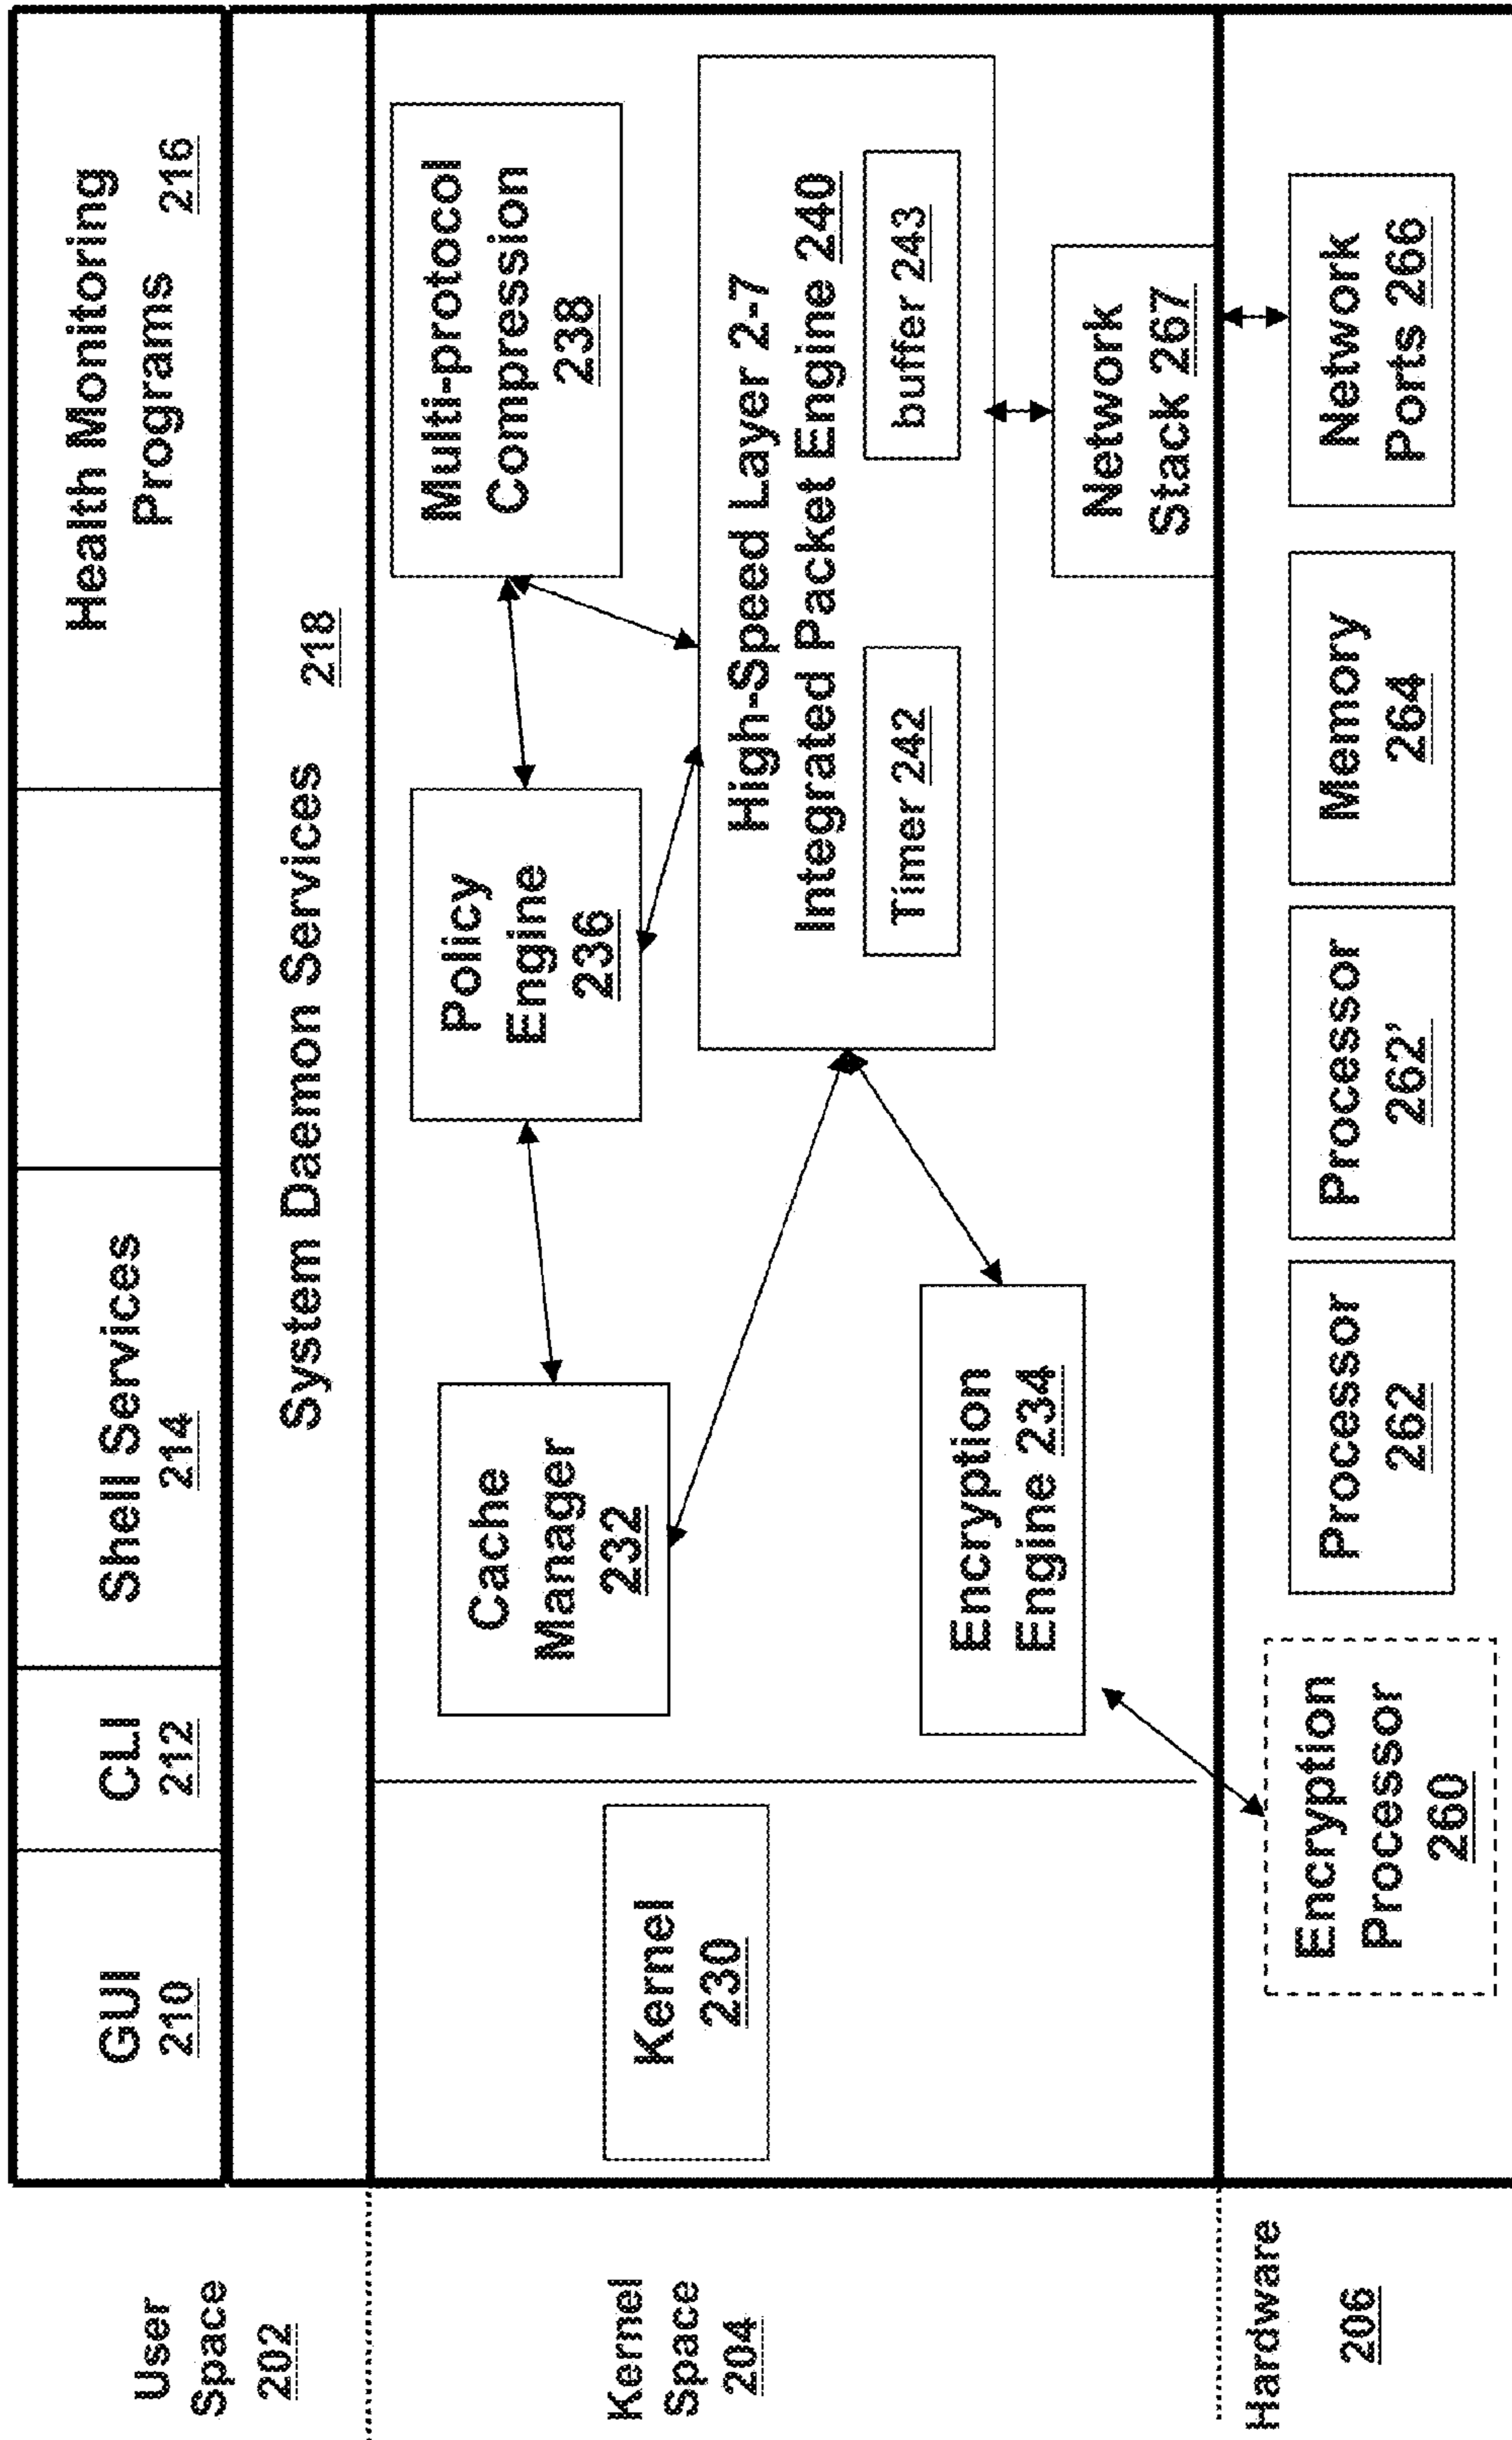 GUI
210
CLI
212
Shell Services
214
Health Monitoring
Programs 216
User
Space
202
System Daemon Services 218
Kernel
Space
204
Kernel
230
Cache
Manager
232
Policy
Engine
236
Multi-protocol
Compression
238
High-Speed Layer 2-7
Integrated Packet Engine 240
Timer 242
buffer 243
Encryption
Engine 234
Network
Stack 267
Hardware
206
Encryption
Processor
260
Processor
262
Processor
262’
Memory
264
Network
Ports 266